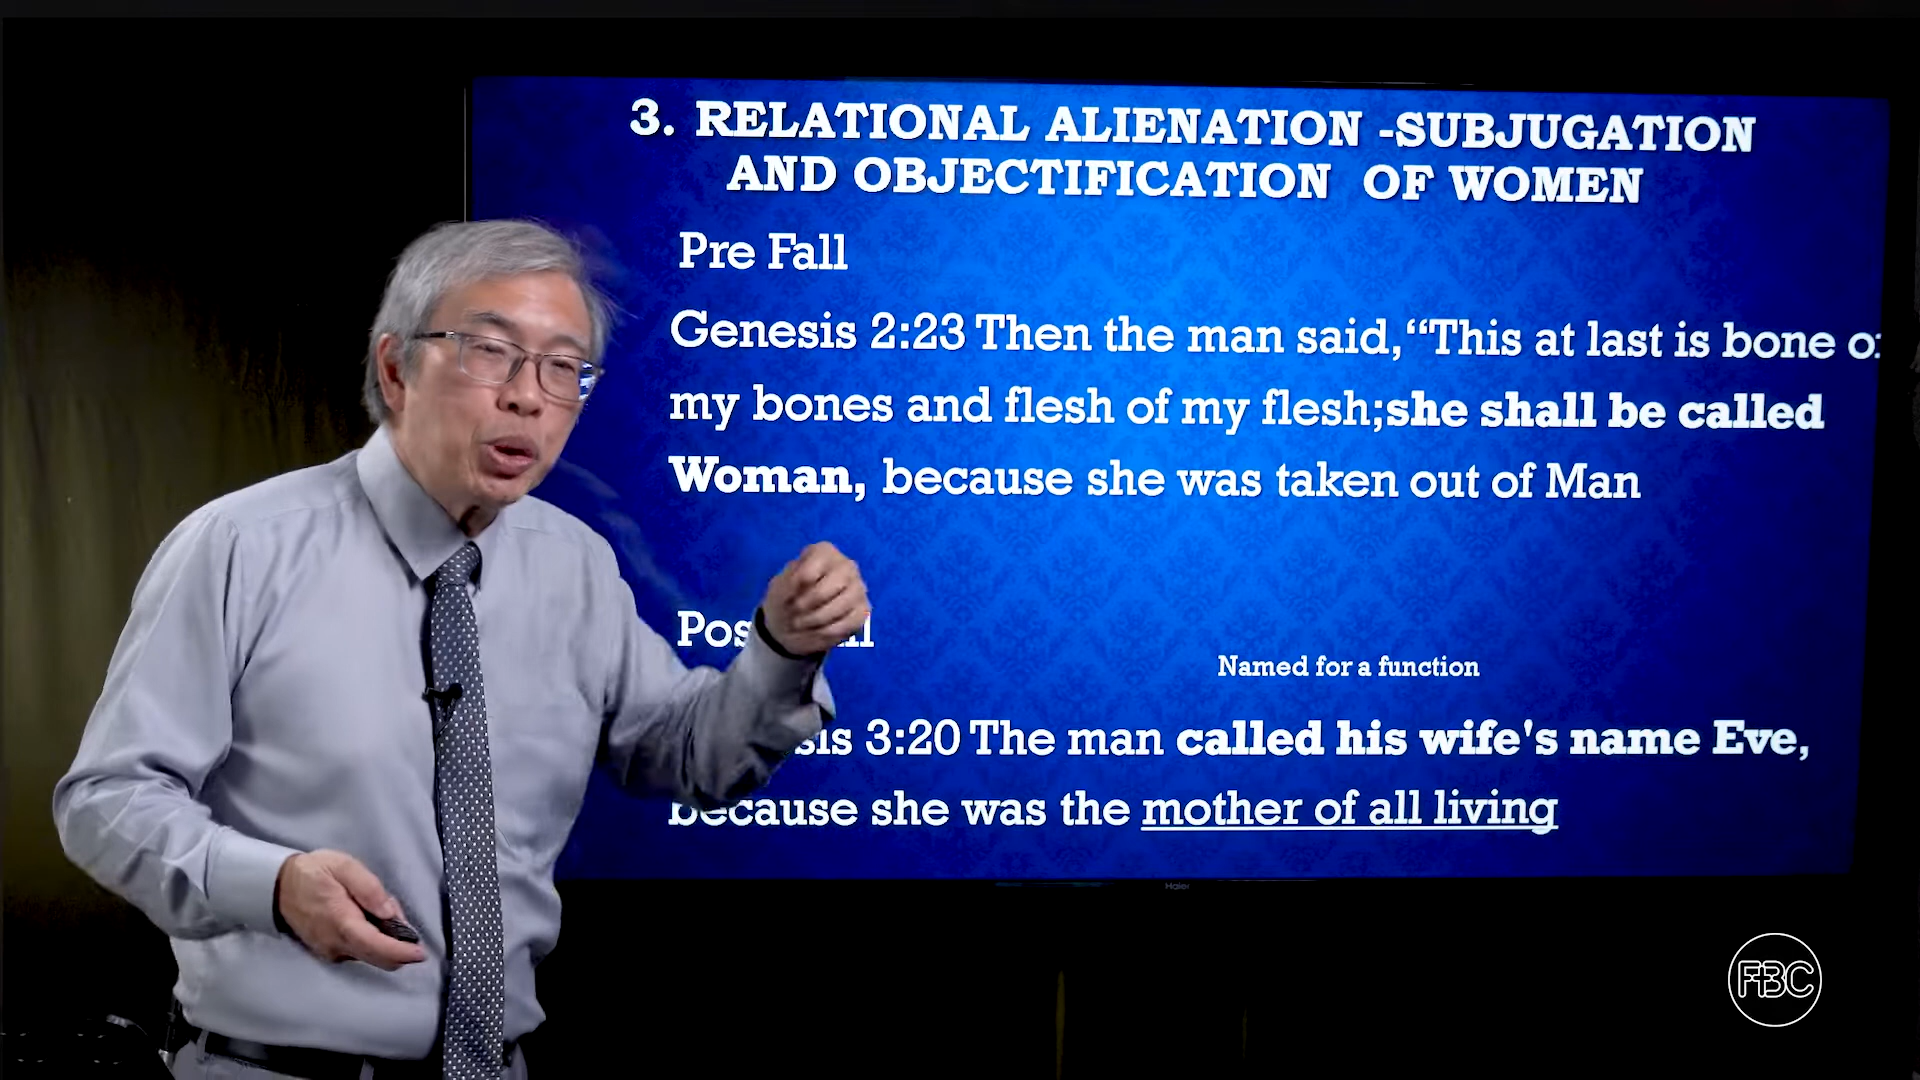 3. RELATIONAL ALIENATION -SUBJUGATION
AND OBJECTIFICATION OF WOMEN
Pre Fall
Genesis 2:23 Then the man said,“This at last is bone
my bones and flesh of my flesh;she shall be called
Woman, because she was taken out of Man
Named for a function
3:20 The man called his wife's name Eve,
because she was the mother of all living
Haier
FBC